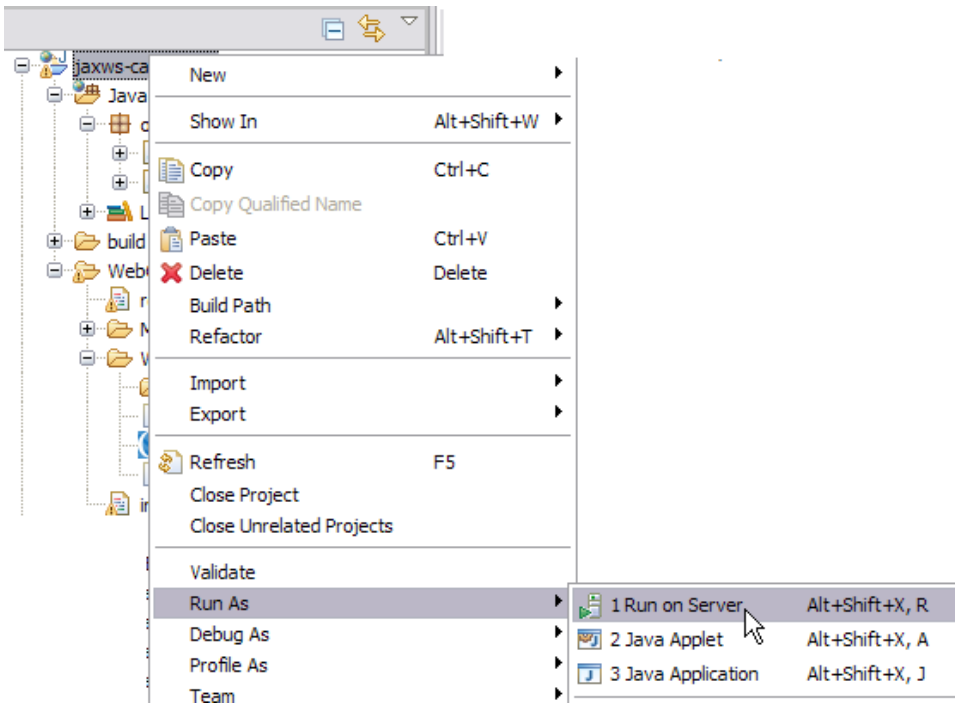 jaxws-ca
Java
build
New
Show In Alt+Shift+W
Copy Ctrl+C
Copy Qualified Name
Paste Ctrl+V
Delete Delete
Build Path
Refactor Alt+Shift+T
Import
Export
Refresh F5
Close Project
Close Unrelated Projects
Validate
Run As
Debug As
Profile As
Team
1 Run on Server Alt+Shift+X, R
2 Java Applet Alt+Shift+X, A
3 Java Application Alt+Shift+X, J